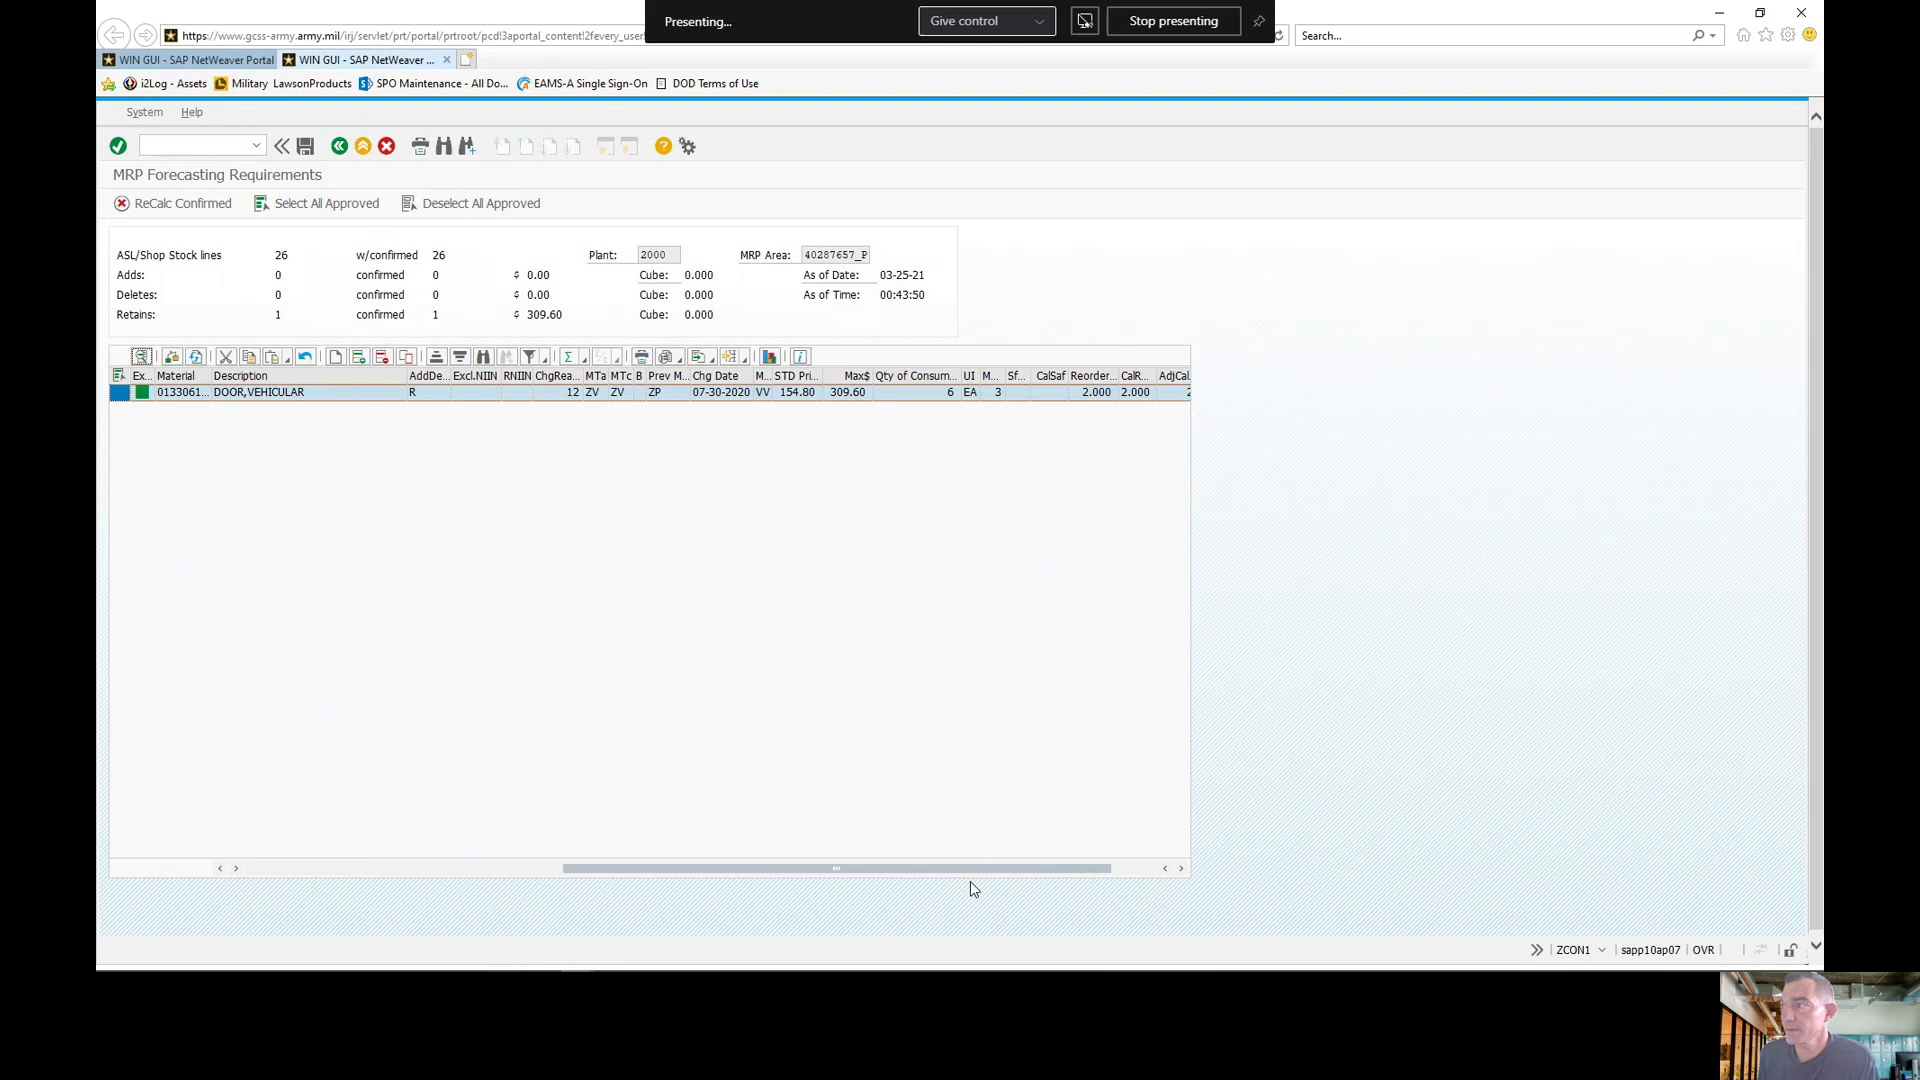 Presenting...
Give control
Stop presenting
https://www.gcss-army.army.mil/irj/servlet/prt/portal/prtroot/pcd!3aportal_content!2fevery_user
Search...
WIN GUI - SAP NetWeaver Portal
WIN GUI - SAP NetWeaver ...
i2Log - Assets
Military LawsonProducts
SPO Maintenance - All Do...
EAMS-A Single Sign-On
DOD Terms of Use
System Help
MRP Forecasting Requirements
ReCalc Confirmed Select All Approved Deselect All Approved
ASL/Shop Stock lines 26 w/confirmed 26 Plant: 2000 MRP Area: 40287657_P
Adds: 0 confirmed 0 $ 0.00 Cube: 0.000 As of Date: 03-25-21
Deletes: 0 confirmed 0 $ 0.00 Cube: 0.000 As of Time: 00:43:50
Retains: 1 confirmed 1 $ 309.60 Cube: 0.000
Ex... Material Description AddDe... Excl.NIIN RNIIN ChgRea... MTa MTc B Prev M... Chg Date M... STD Pri... Max$ Qty of Consum... UI M... Sf... CalSaf Reorder... CalR... AdjCal
0133061... DOOR,VEHICULAR R 12 ZV ZV ZP 07-30-2020 VV 154.80 309.60 6 EA 3 2.000 2.000
ZCON1 sapp10ap07 OVR